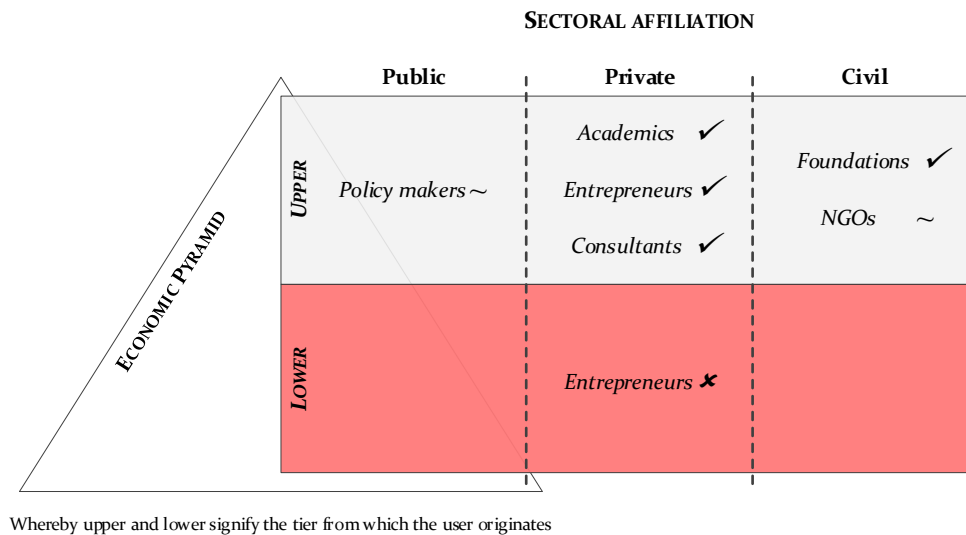 SECTORAL AFFILIATION
Public Private Civil
ECONOMIC PYRAMID
UPPER
Policy makers ~
Academics ✓
Entrepreneurs ✓
Consultants ✓
Foundations ✓
NGOs ~
LOWER
Entrepreneurs ✘
Whereby upper and lower signify the tier from which the user originates